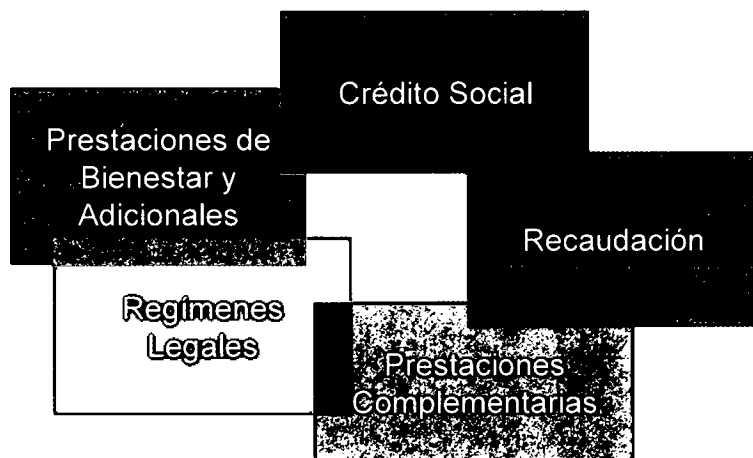 Crédito Social
Prestaciones de
Bienestar y
Adicionales
Recaudación
Regímenes
Legales
Prestaciones
Complementarias